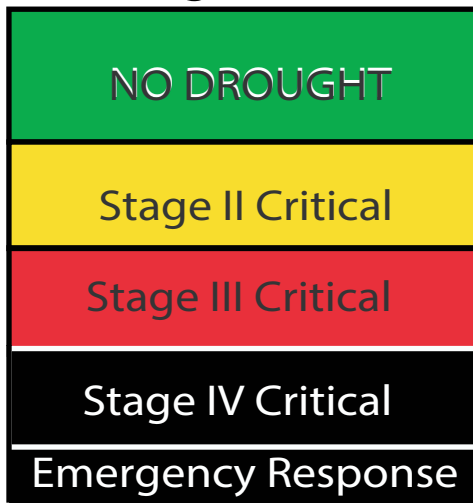 NO DROUGHT
Stage II Critical
Stage III Critical
Stage IV Critical
Emergency Response